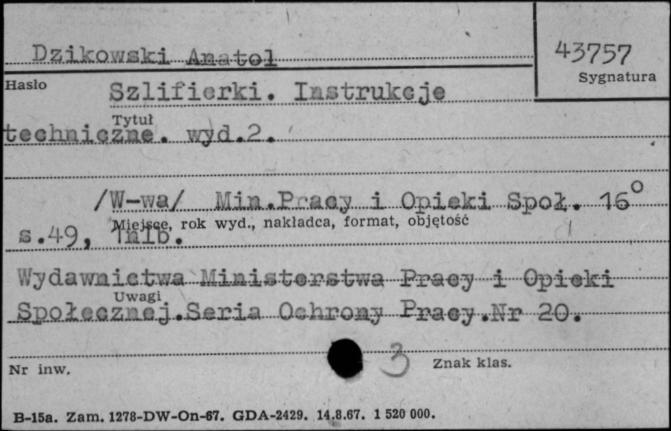 Dzikowski Anatol
43757
Sygnatura
Hasło
Szlifierki. Instrukcje
Tytuł
techniczne. wyd.2.
/W-wa/ Min.Pracy i Opieki Społ. 16°
Miejsce, rok wyd., nakładca, format, objętość
s.49, 1nlb.
Wydawnictwa Ministerstwa Pracy i Opieki
Uwagi
Społecznej.Seria Ochrony Pracy.Nr 20.
Nr inw.
3
Znak klas.
B-15a. Zam. 1278-DW-On-67. GDA-2429. 14.8.67. 1 520 000.